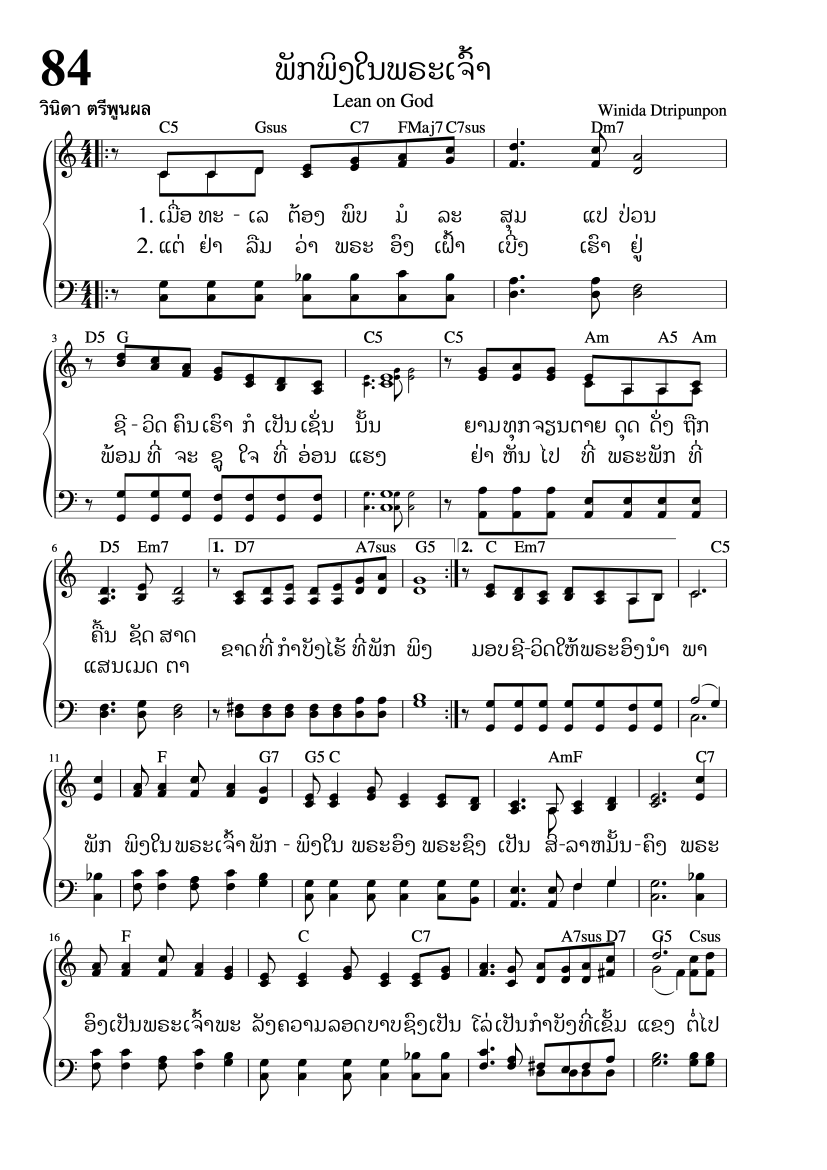 84
ພັກພິງໃນພຣະເຈົ້າ
Lean on God
วินิดา ตรีพูนผล
Winida Dtripunpon
C5 Gsus C7 FMaj7 C7sus Dm7
1. ເມື່ອ ທະ - ເລ ຕ້ອງ ພົບ ມໍ ລະ ສຸມ ແປ ປ່ວນ
2. ແຕ່ ຢ່າ ລືມ ວ່າ ພຣະ ອົງ ເຝົ້າ ເບິ່ງ ເຮົາ ຢູ່
3 D5 G C5 C5 Am A5 Am
ຊີ - ວິດ ຄົນ ເຮົາ ກໍ ເປັນ ເຊັ່ນ ນັ້ນ ຍາມ ທຸກ ຈຽນ ຕາຍ ດຸດ ດັ່ງ ຖືກ
ພ້ອມ ທີ່ ຈະ ຊູ ໃຈ ທີ່ ອ່ອນ ແຮງ ຢ່າ ຫັນ ໄປ ທີ່ ພຣະພັກ ທີ່
6 D5 Em7 1. D7 A7sus G5 2. C Em7 C5
ຄື້ນ ຊັດ ສາດ ຂາດທີ່ ກຳບັງໄຮ້ ທີ່ພັກ ພິງ ມອບຊີ-ວິດໃຫ້ພຣະອົງນຳ ພາ
ແສນເມດ ຕາ
11 F G7 G5 C AmF C7
ພັກ ພິງໃນພຣະເຈົ້າ ພັກ - ພິງໃນ ພຣະອົງ ພຣະຊົງ ເປັນ ສິ-ລາຫມັ້ນ-ຄົງ ພຣະ
16 F C C7 A7sus D7 G5 Csus
ອົງເປັນພຣະເຈົ້າພະ ລັງຄວາມລອດບາບຊົງເປັນ ໂລ່ເປັນກຳບັງທີ່ເຂັ້ມ ແຂງ ຕໍ່ໄປ